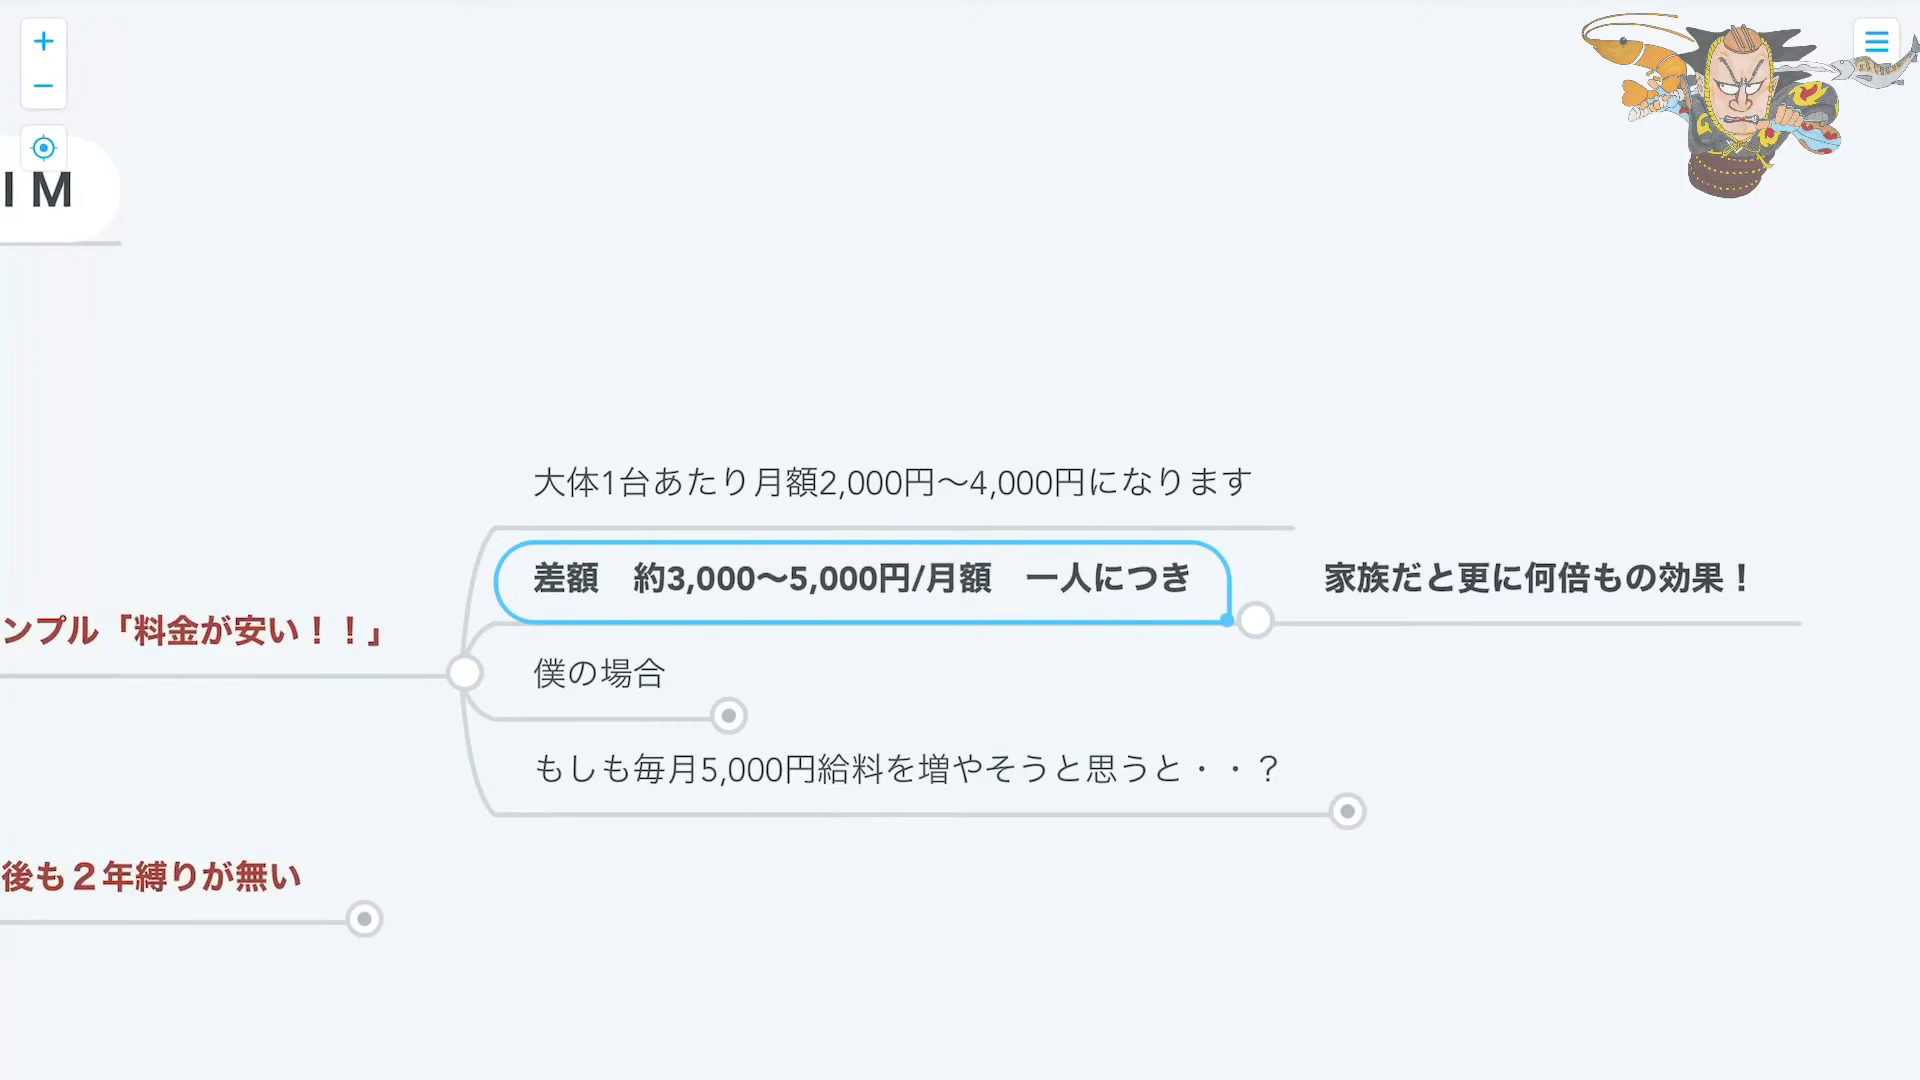 IM
大体1台あたり月額2,000円〜4,000円になります
差額　約3,000〜5,000円/月額　一人につき
家族だと更に何倍もの効果！
ンプル「料金が安い！！」
僕の場合
もしも毎月5,000円給料を増やそうと思うと・・？
後も２年縛りが無い